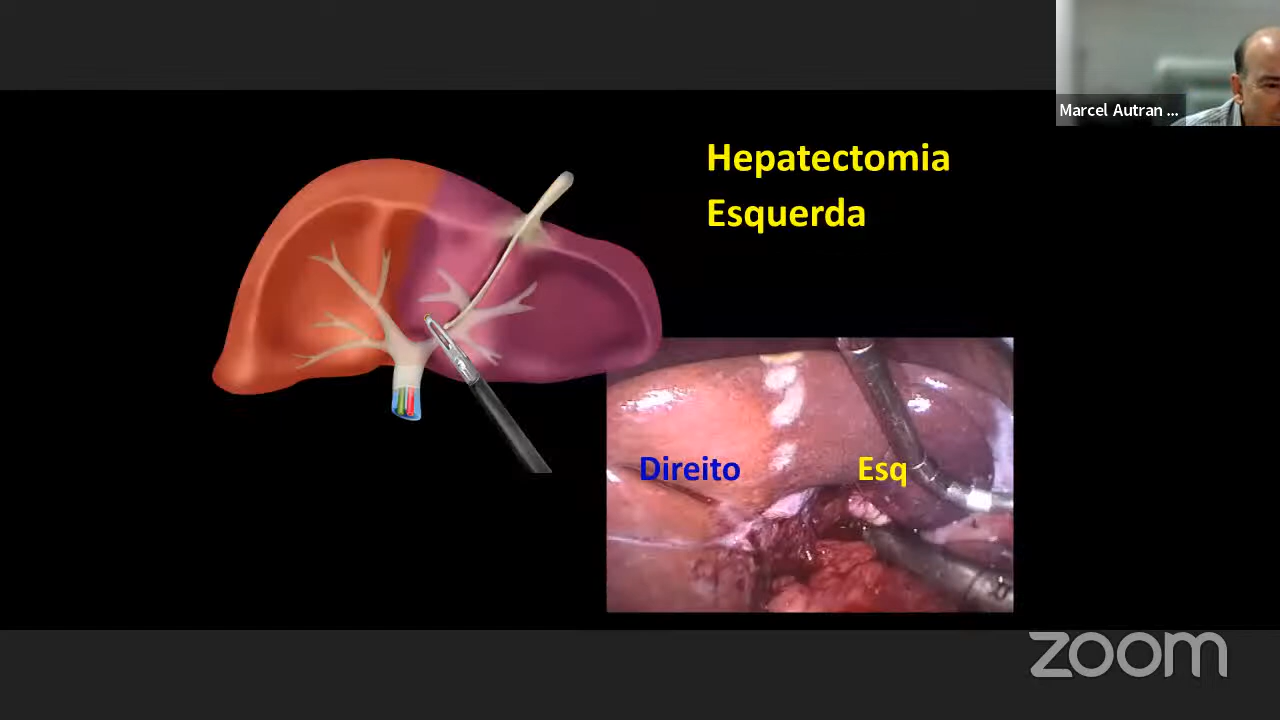 Marcel Autran ...
Hepatectomia
Esquerda
Direito
Esq
zoom